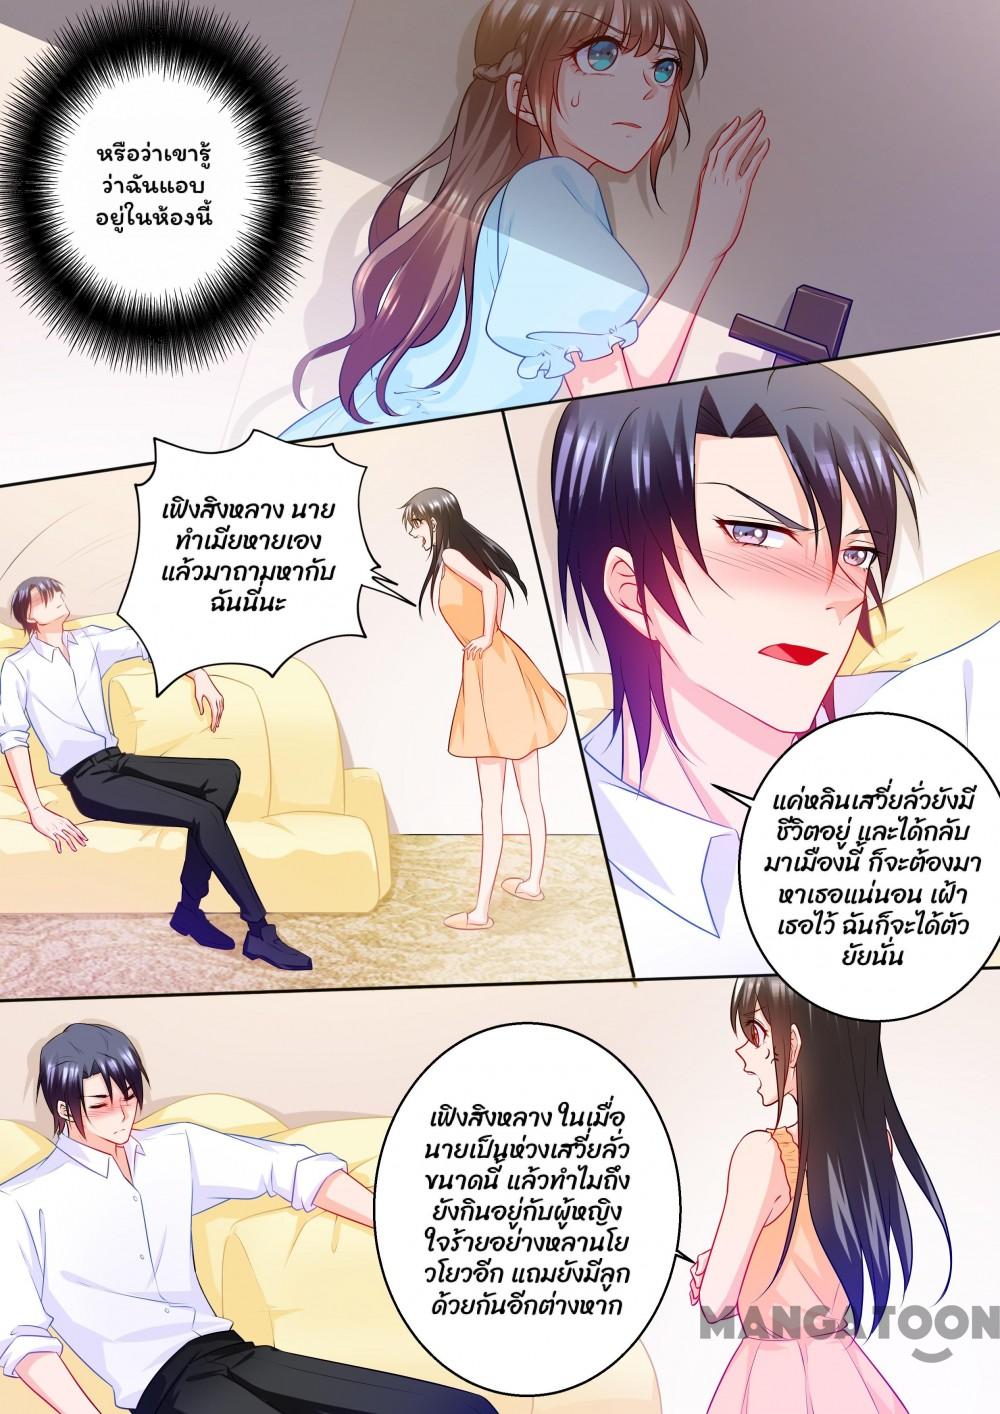 หรือว่าเขารู้
ว่าฉันแอบ
อยู่ในห้องนี้
เฟิงสิงหลาง นาย
ทำเมียหายเอง
แล้วมาถามหากับ
ฉันนี่นะ
แค่หลินเสวี่ยลั่วยังมี
ชีวิตอยู่ และได้กลับ
มาเมืองนี้ ก็จะต้องมา
หาเธอแน่นอน เฝ้า
เธอไว้ ฉันก็จะได้ตัว
ยัยนั่น
เฟิงสิงหลาง ในเมื่อ
นายเป็นห่วงเสวี่ยลั่ว
ขนาดนี้ แล้วทำไมถึง
ยังกินอยู่กับผู้หญิง
ใจร้ายอย่างหลานโย
วโยวอีก แถมยังมีลูก
ด้วยกันอีกต่างหาก
MANGATOON